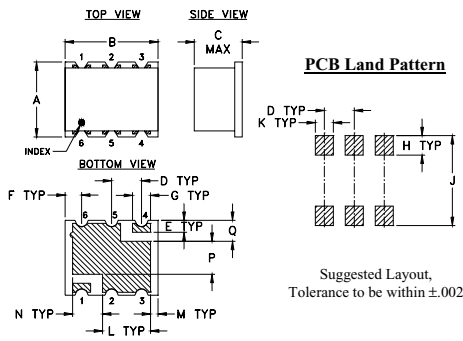 TOP VIEW
SIDE VIEW
B
C
MAX
1 2 3
A
6 5 4
INDEX
BOTTOM VIEW
F TYP
D TYP
G TYP
6 5 4
E TYP
Q
P
1 2 3
N TYP
M TYP
L TYP
PCB Land Pattern
D TYP
K TYP
H TYP
J
Suggested Layout,
Tolerance to be within ±.002